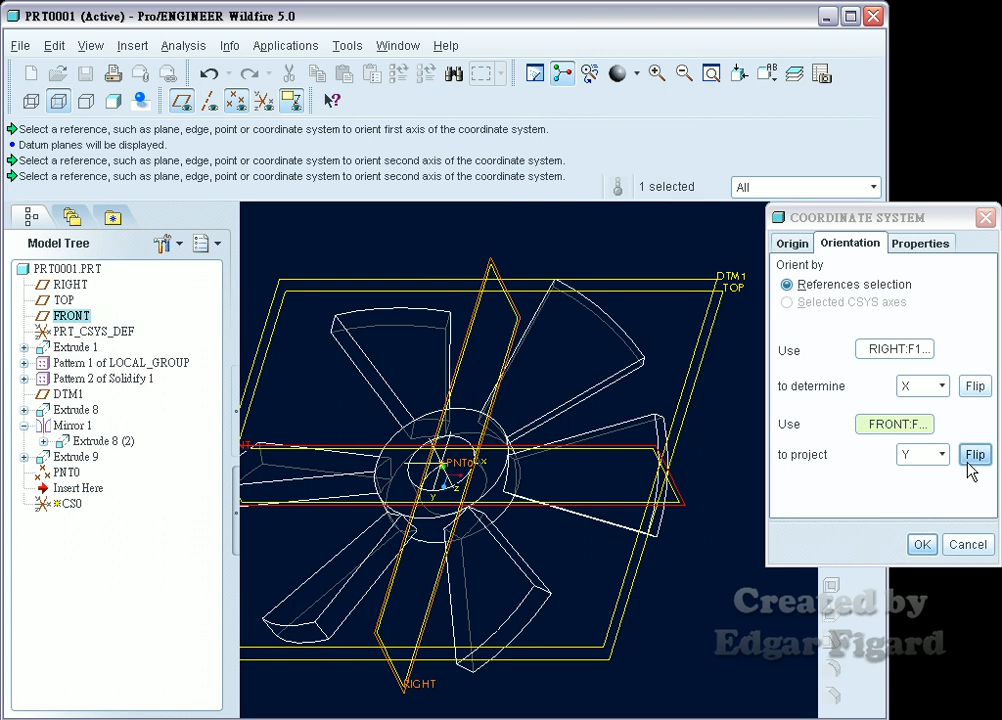 PRT0001 (Active) - Pro/ENGINEER Wildfire 5.0
File Edit View Insert Analysis Info Applications Tools Window Help
Select a reference, such as plane, edge, point or coordinate system to orient first axis of the coordinate system.
Datum planes will be displayed.
Select a reference, such as plane, edge, point or coordinate system to orient second axis of the coordinate system.
Select a reference, such as plane, edge, point or coordinate system to orient second axis of the coordinate system.
1 selected
All
Model Tree
PRT0001.PRT
RIGHT
TOP
FRONT
PRT_CSYS_DEF
Extrude 1
Pattern 1 of LOCAL_GROUP
Pattern 2 of Solidify 1
DTM1
Extrude 8
Mirror 1
Extrude 8 (2)
Extrude 9
PNT0
Insert Here
CS0
DTM1
TOP
PNT0
x
y
z
RIGHT
COORDINATE SYSTEM
Origin Orientation Properties
Orient by
References selection
Selected CSYS axes
Use RIGHT:F1...
to determine X Flip
Use FRONT:F...
to project Y Flip
OK Cancel
Created by
Edgar Figard